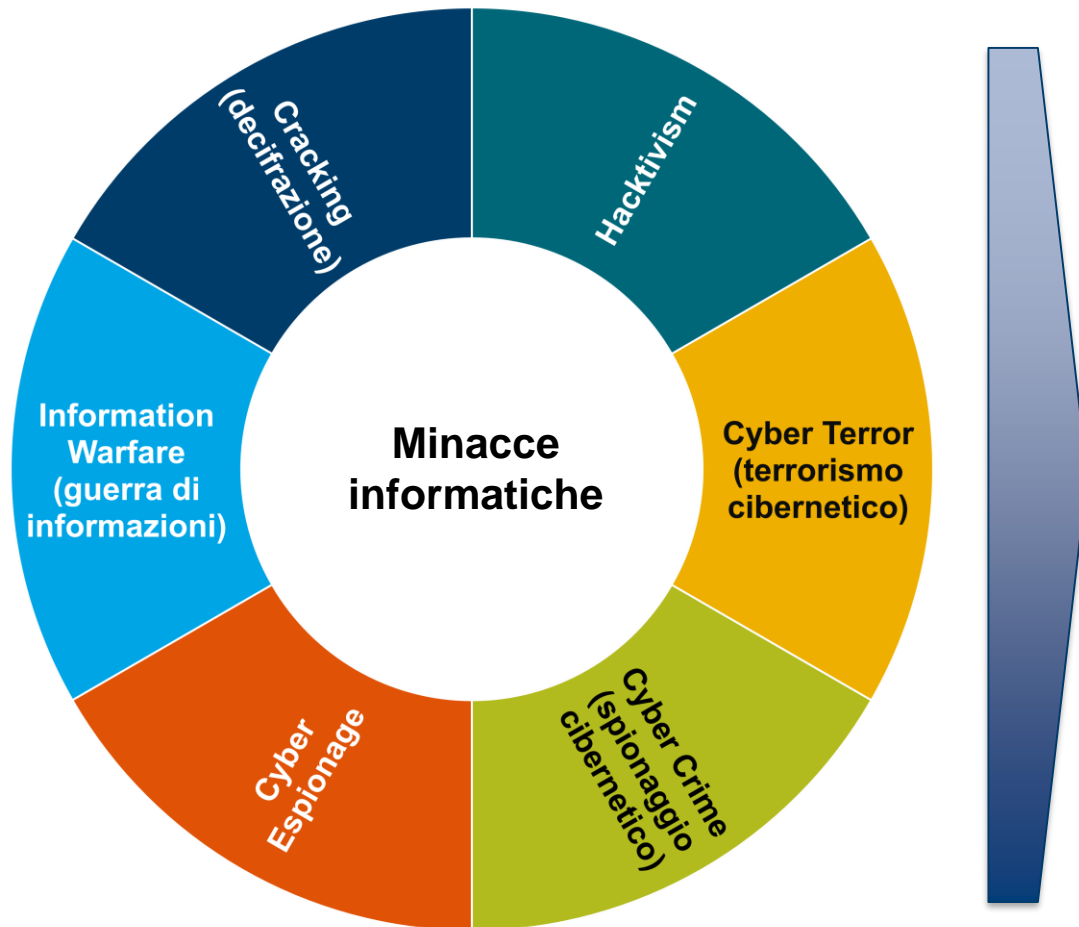 Cracking
(decifrazione)
Hacktivism
Information
Warfare
(guerra di
informazioni)
Minacce
informatiche
Cyber Terror
(terrorismo
cibernetico)
Cyber
Espionage
Cyber Crime
(spionaggio
cibernetico)